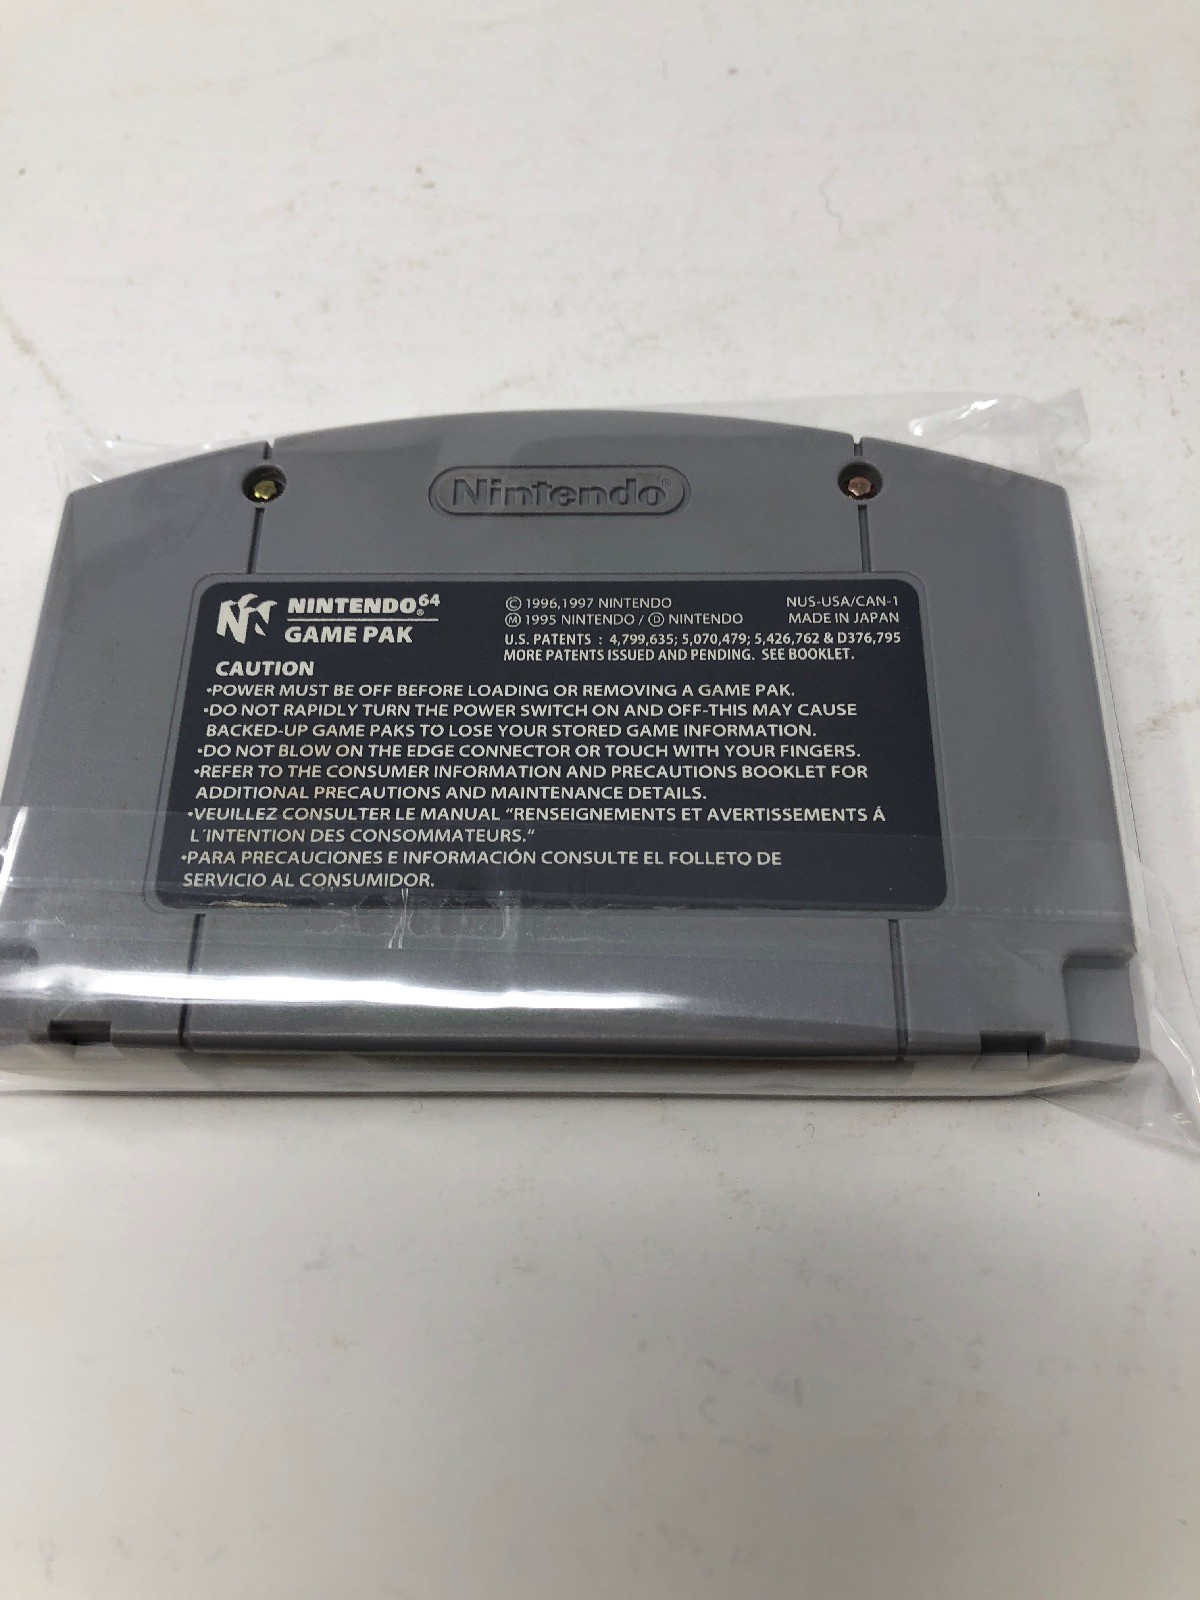 Nintendo®
NINTENDO64®
GAME PAK
© 1996,1997 NINTENDO
Ⓜ 1995 NINTENDO / Ⓓ NINTENDO
NUS-USA/CAN-1
MADE IN JAPAN
U.S. PATENTS : 4,799,635; 5,070,479; 5,426,762 & D376,795
MORE PATENTS ISSUED AND PENDING. SEE BOOKLET.
CAUTION
•POWER MUST BE OFF BEFORE LOADING OR REMOVING A GAME PAK.
•DO NOT RAPIDLY TURN THE POWER SWITCH ON AND OFF-THIS MAY CAUSE
BACKED-UP GAME PAKS TO LOSE YOUR STORED GAME INFORMATION.
•DO NOT BLOW ON THE EDGE CONNECTOR OR TOUCH WITH YOUR FINGERS.
•REFER TO THE CONSUMER INFORMATION AND PRECAUTIONS BOOKLET FOR
ADDITIONAL PRECAUTIONS AND MAINTENANCE DETAILS.
•VEUILLEZ CONSULTER LE MANUAL "RENSEIGNEMENTS ET AVERTISSEMENTS Á
L'INTENTION DES CONSOMMATEURS."
•PARA PRECAUCIONES E INFORMACIÓN CONSULTE EL FOLLETO DE
SERVICIO AL CONSUMIDOR.